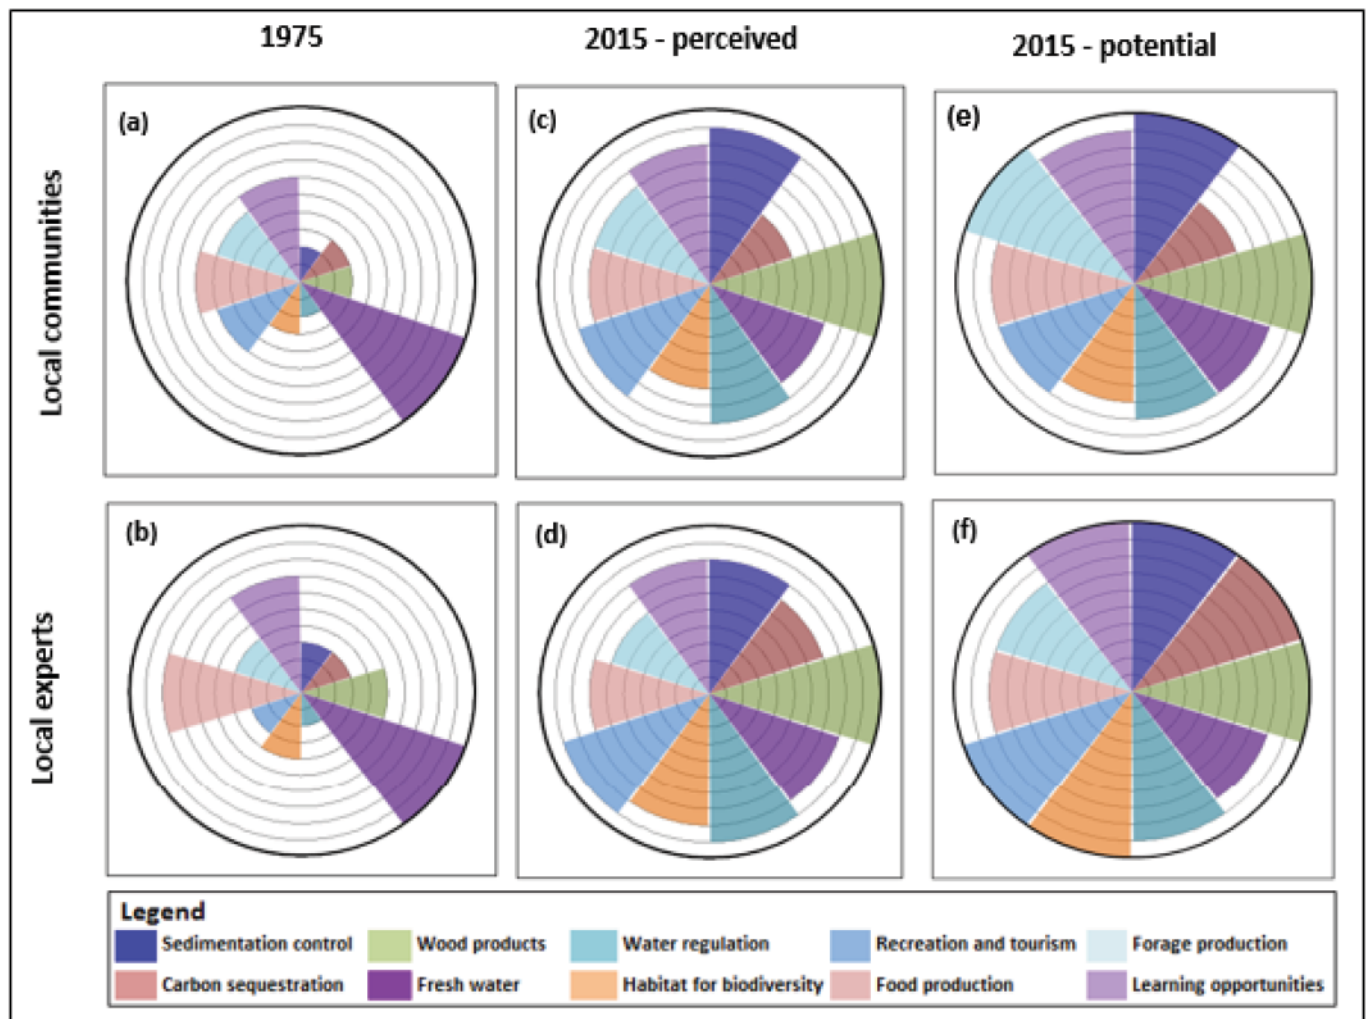 1975
2015 - perceived
2015 - potential
Local communities
(a)
(c)
(e)
Local experts
(b)
(d)
(f)
Legend
Sedimentation control
Wood products
Water regulation
Recreation and tourism
Forage production
Carbon sequestration
Fresh water
Habitat for biodiversity
Food production
Learning opportunities